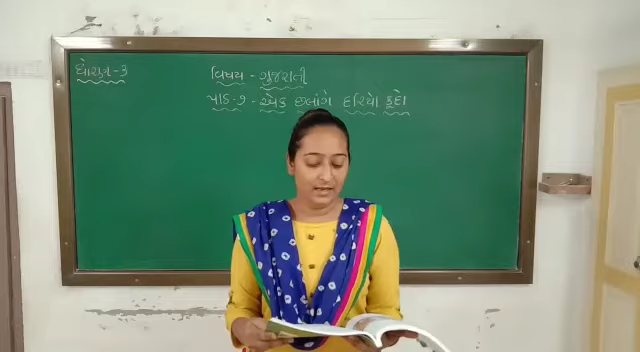 ધોરણ-૩
વિષય - ગુજરાતી
પાઠ-૭ - એક છલાંગે દરિયો કૂદો